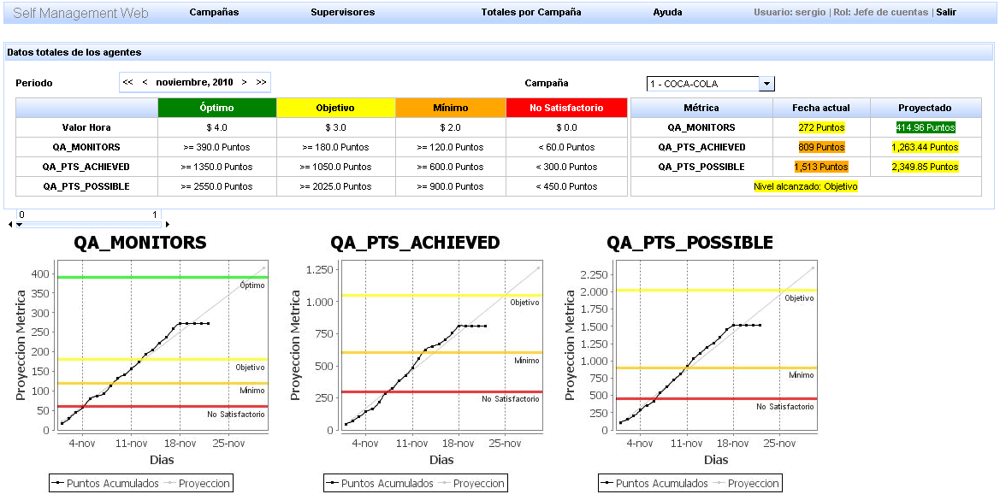 Self Management Web Campañas Supervisores Totales por Campaña Ayuda Usuario: sergio | Rol: Jefe de cuentas | Salir
Datos totales de los agentes
Periodo << < noviembre, 2010 > >> Campaña 1 - COCA-COLA
Óptimo Objetivo Mínimo No Satisfactorio Métrica Fecha actual Proyectado
Valor Hora $ 4.0 $ 3.0 $ 2.0 $ 0.0 QA_MONITORS 272 Puntos 414.96 Puntos
QA_MONITORS >= 390.0 Puntos >= 180.0 Puntos >= 120.0 Puntos < 60.0 Puntos QA_PTS_ACHIEVED 809 Puntos 1,263.44 Puntos
QA_PTS_ACHIEVED >= 1350.0 Puntos >= 1050.0 Puntos >= 600.0 Puntos < 300.0 Puntos QA_PTS_POSSIBLE 1,513 Puntos 2,349.85 Puntos
QA_PTS_POSSIBLE >= 2550.0 Puntos >= 2025.0 Puntos >= 900.0 Puntos < 450.0 Puntos Nivel alcanzado: Objetivo
0 1
QA_MONITORS
Proyeccion Metrica
400
350
300
250
200
150
100
50
0
Óptimo
Objetivo
Mínimo
No Satisfactorio
4-nov 11-nov 18-nov 25-nov
Dias
Puntos Acumulados Proyeccion
QA_PTS_ACHIEVED
Proyeccion Metrica
1.250
1.000
750
500
250
0
Objetivo
Mínimo
No Satisfactorio
4-nov 11-nov 18-nov 25-nov
Dias
Puntos Acumulados Proyeccion
QA_PTS_POSSIBLE
Proyeccion Metrica
2.250
2.000
1.750
1.500
1.250
1.000
750
500
250
0
Objetivo
Mínimo
No Satisfactorio
4-nov 11-nov 18-nov 25-nov
Dias
Puntos Acumulados Proyeccion